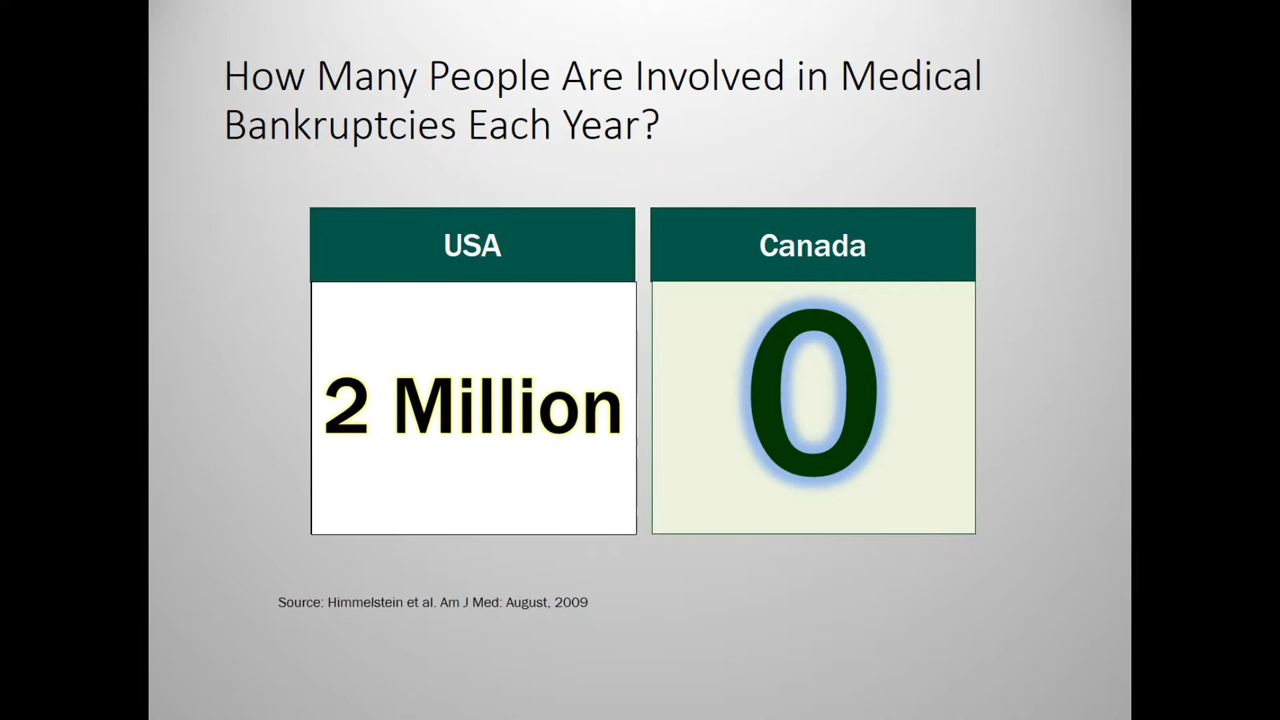 How Many People Are Involved in Medical
Bankruptcies Each Year?
USA
Canada
2 Million
0
Source: Himmelstein et al. Am J Med: August, 2009